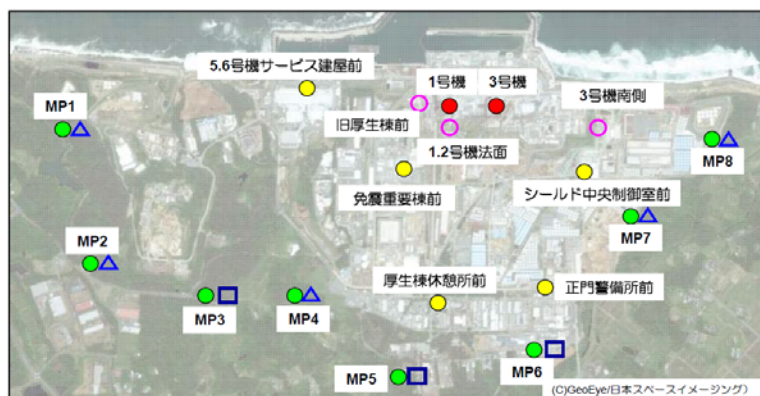 5.6号機サービス建屋前
1号機
3号機
3号機南側
MP1
旧厚生棟前
1.2号機法面
MP8
免震重要棟前
シールド中央制御室前
MP7
MP2
厚生棟休憩所前
正門警備所前
MP3
MP4
MP5
MP6
(C)GeoEye/日本スペースイメージング)